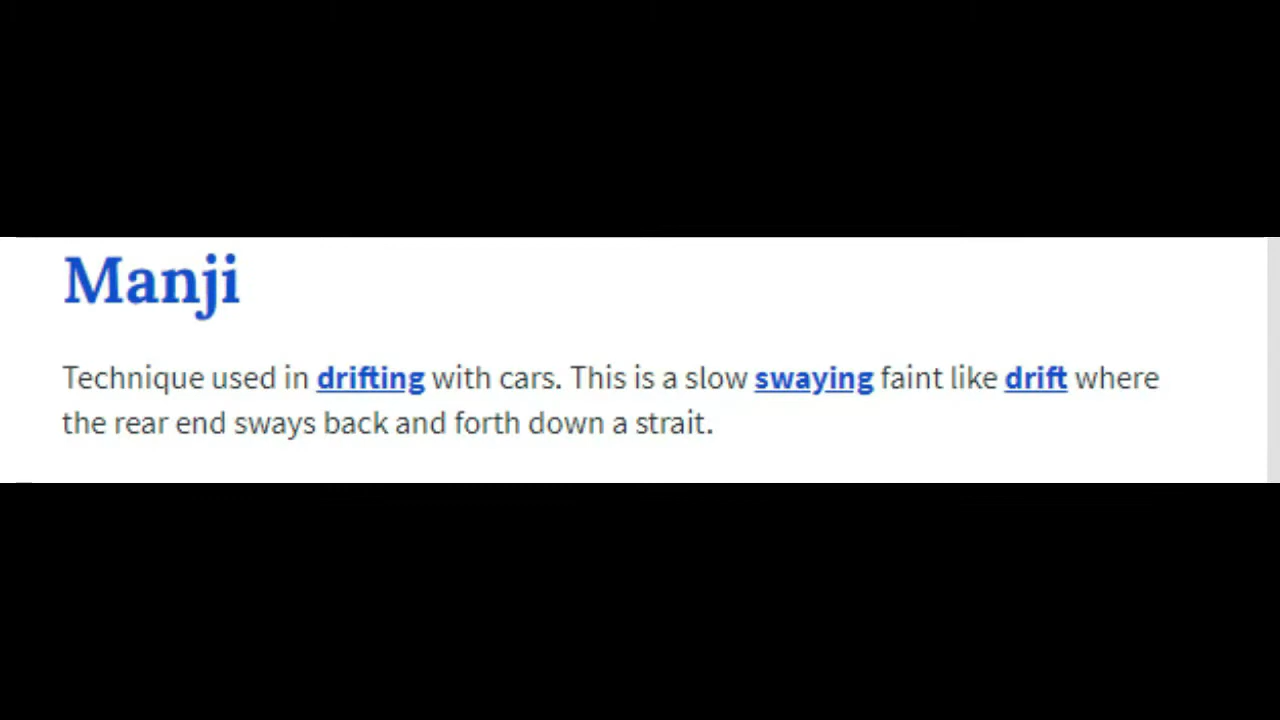 Manji
Technique used in drifting with cars. This is a slow swaying faint like drift where
the rear end sways back and forth down a strait.